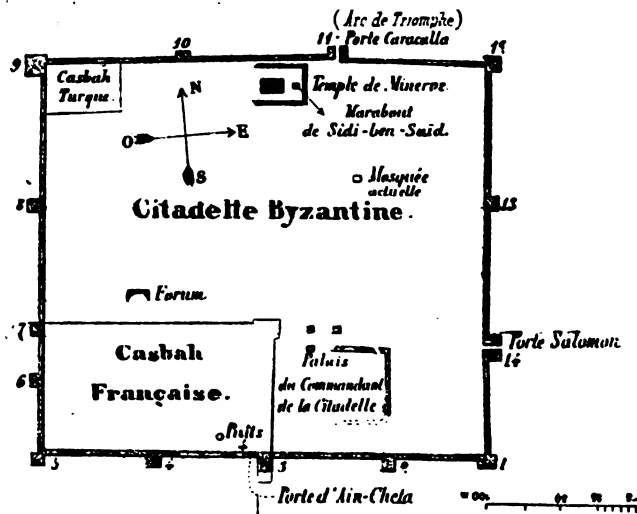 (Arc de Triomphe)
10
11
Porte Caracalla
12
9
Casbah
Turque.
N
O
E
S
Temple de Minerve
Marabout
de Sidi-ben-Saïd.
Mosquée
actuelle
8
Citadelle Byzantine.
13
Forum
7
Porte Salomon
14
Casbah
Française.
6
Palais
du Commandant
de la Citadelle
Puits
5
4
3
2
1
Porte d'Aïn-Chela
100 m
50